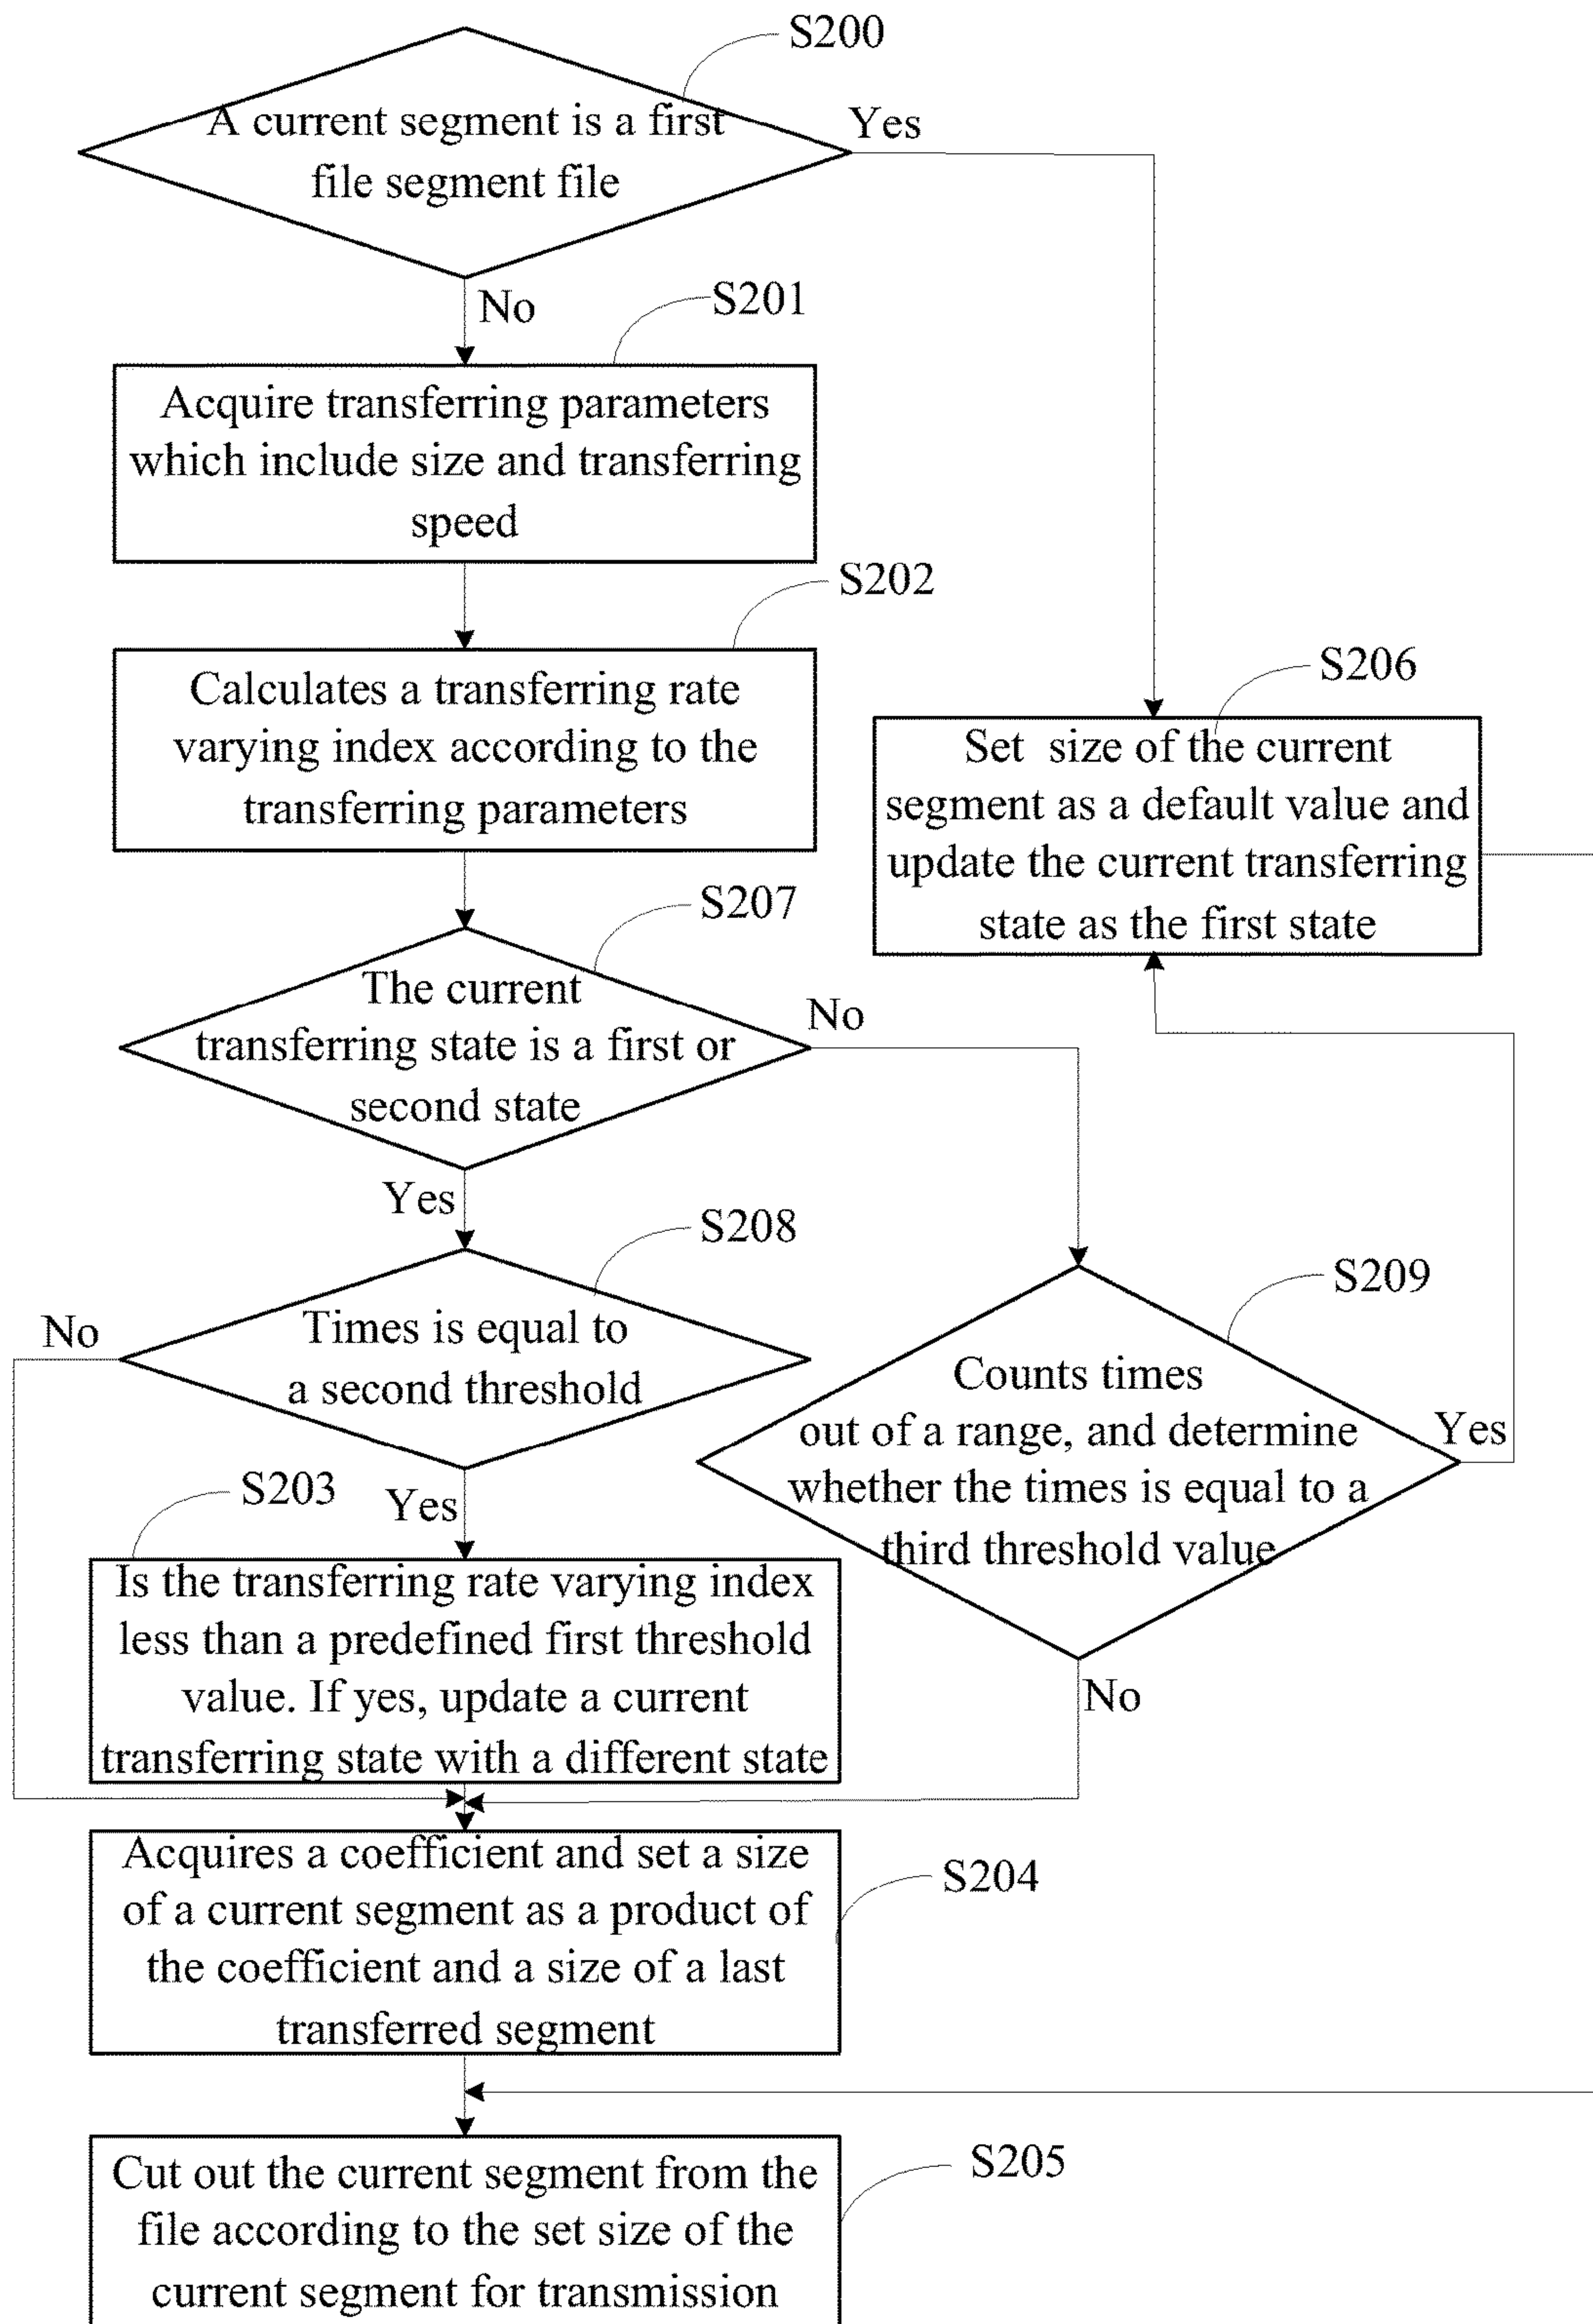 S200
A current segment is a first
file segment file
Yes
No
S201
Acquire transferring parameters
which include size and transferring
speed
S202
Calculates a transferring rate
varying index according to the
transferring parameters
S206
Set size of the current
segment as a default value and
update the current transferring
state as the first state
S207
The current
transferring state is a first or
second state
No
Yes
S208
Times is equal to
a second threshold
No
Yes
S209
Counts times
out of a range, and determine
whether the times is equal to a
third threshold value
Yes
No
S203
Is the transferring rate varying index
less than a predefined first threshold
value. If yes, update a current
transferring state with a different state
Acquires a coefficient and set a size
of a current segment as a product of
the coefficient and a size of a last
transferred segment
S204
Cut out the current segment from the
file according to the set size of the
current segment for transmission
S205